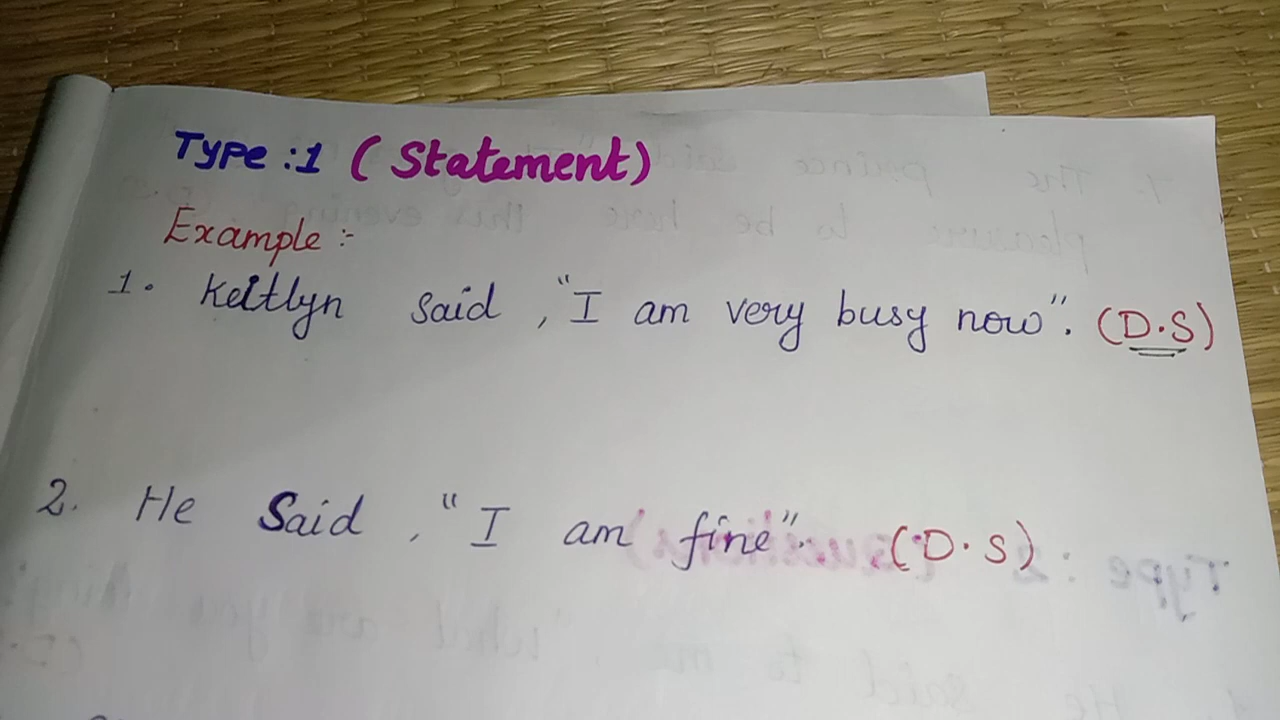 Type :1 (Statement)
Example :-
1. Keitlyn said , "I am very busy now". (D.S)
2. He Said , "I am fine". (D.S)